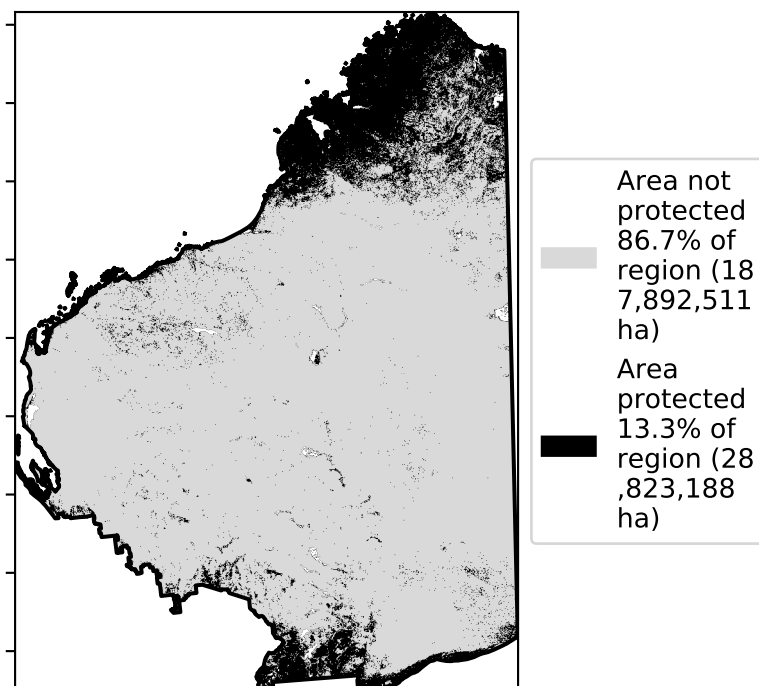 Area not
protected
86.7% of
region (18
7,892,511
ha)
Area
protected
13.3% of
region (28
,823,188
ha)